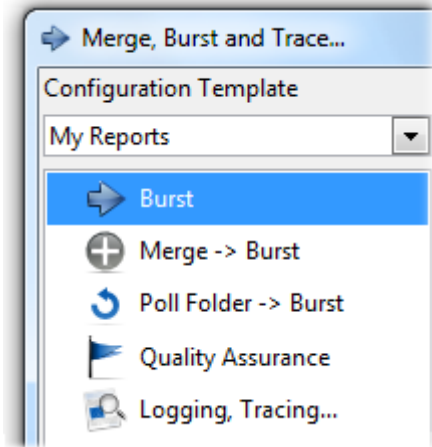 Merge, Burst and Trace...
Configuration Template
My Reports
Burst
Merge -> Burst
Poll Folder -> Burst
Quality Assurance
Logging, Tracing...